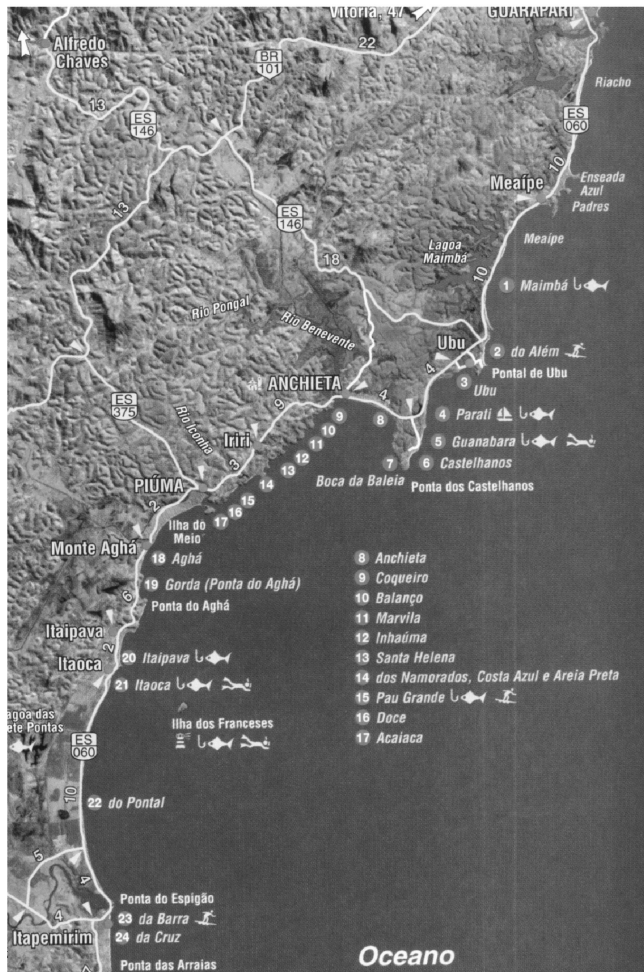 Vitória, 47
GUARAPARI
Alfredo
Chaves
22
BR
101
Riacho
13
ES
146
ES
060
10
Enseada
Azul
Meaípe
Padres
13
ES
146
Meaípe
Lagoa
Maimbá
18
10
1 Maimbá
Rio Pongal
Rio Benevente
Ubu
2 do Além
Pontal de Ubu
4
3
Ubu
ANCHIETA
ES
375
9
4
4 Parati
8
9
Rio Iconha
Iriri
10
11
5 Guanabara
12
3
13
7
6 Castelhanos
PIÚMA
14
Boca da Baleia
Ponta dos Castelhanos
15
2
16
17
Ilha do
Meio
Monte Aghá
18 Aghá
8 Anchieta
9 Coqueiro
19 Gorda (Ponta do Aghá)
6
10 Balanço
Ponta do Aghá
11 Marvila
Itaipava
12 Inhaúma
2
20 Itaipava
13 Santa Helena
Itaoca
14 dos Namorados, Costa Azul e Areia Preta
21 Itaoca
15 Pau Grande
Ilha dos Franceses
16 Doce
17 Acaiaca
ete Pontas
ES
060
10
22 do Pontal
5
4
Ponta do Espigão
4
23 da Barra
Itapemirim
24 da Cruz
Oceano
Ponta das Arraias